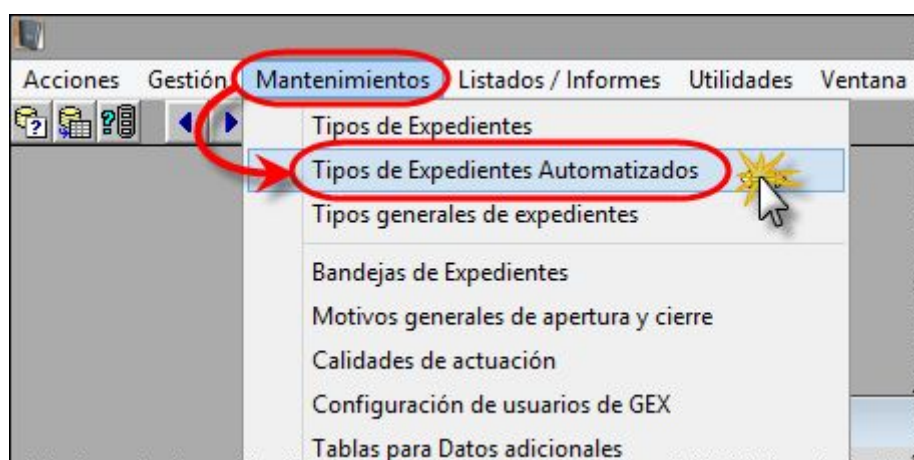 Acciones Gestión Mantenimientos Listados / Informes Utilidades Ventana
Tipos de Expedientes
Tipos de Expedientes Automatizados
Tipos generales de expedientes
Bandejas de Expedientes
Motivos generales de apertura y cierre
Calidades de actuación
Configuración de usuarios de GEX
Tablas para Datos adicionales